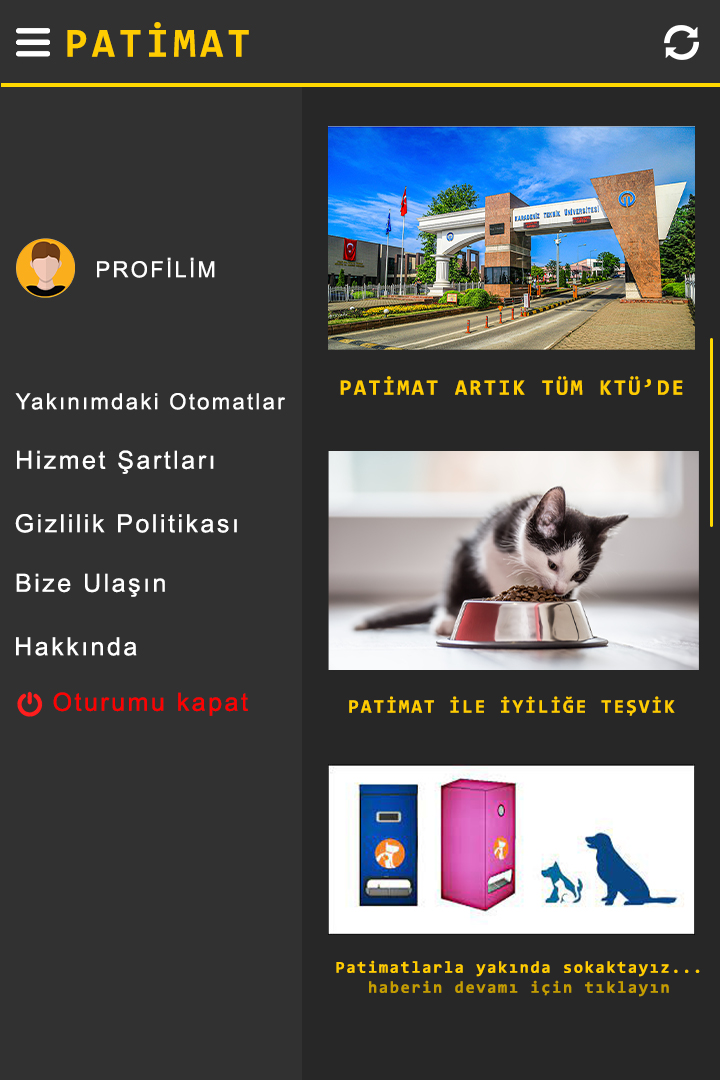 PATİMAT
PROFİLİM
Yakınımdaki Otomatlar
Hizmet Şartları
Gizlilik Politikası
Bize Ulaşın
Hakkında
Oturumu kapat
KARADENİZ TEKNİK ÜNİVERSİTESİ
PATİMAT ARTIK TÜM KTÜ’DE
PATİMAT İLE İYİLİĞE TEŞVİK
Patimatlarla yakında sokaktayız...
haberin devamı için tıklayın